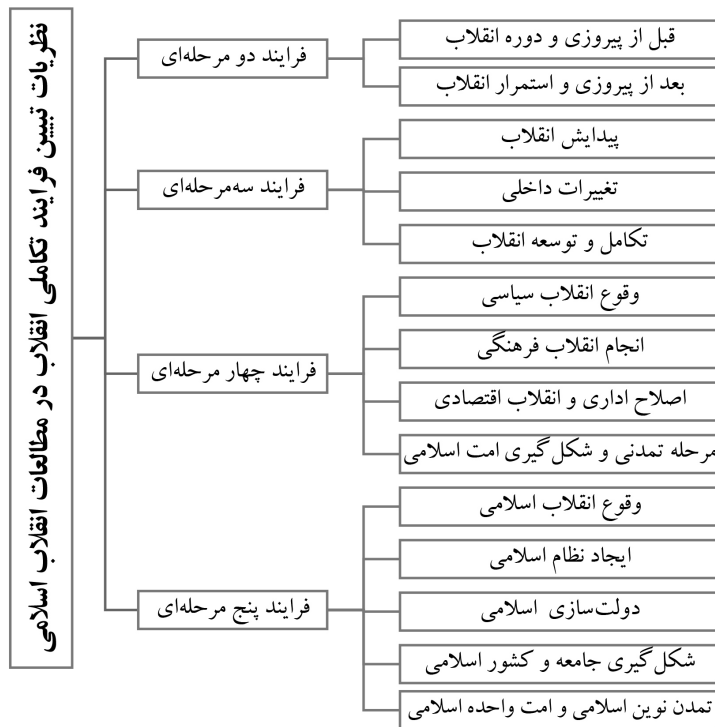 نظریات تبیین فرایند تکاملی انقلاب در مطالعات انقلاب اسلامی
فرایند دو مرحله‌ای
قبل از پیروزی و دوره انقلاب
بعد از پیروزی و استمرار انقلاب
فرایند سه‌مرحله‌ای
پیدایش انقلاب
تغییرات داخلی
تکامل و توسعه انقلاب
فرایند چهار مرحله‌ای
وقوع انقلاب سیاسی
انجام انقلاب فرهنگی
اصلاح اداری و انقلاب اقتصادی
مرحله تمدنی و شکل‌گیری امت اسلامی
فرایند پنج مرحله‌ای
وقوع انقلاب اسلامی
ایجاد نظام اسلامی
دولت‌سازی اسلامی
شکل‌گیری جامعه و کشور اسلامی
تمدن نوین اسلامی و امت واحده اسلامی